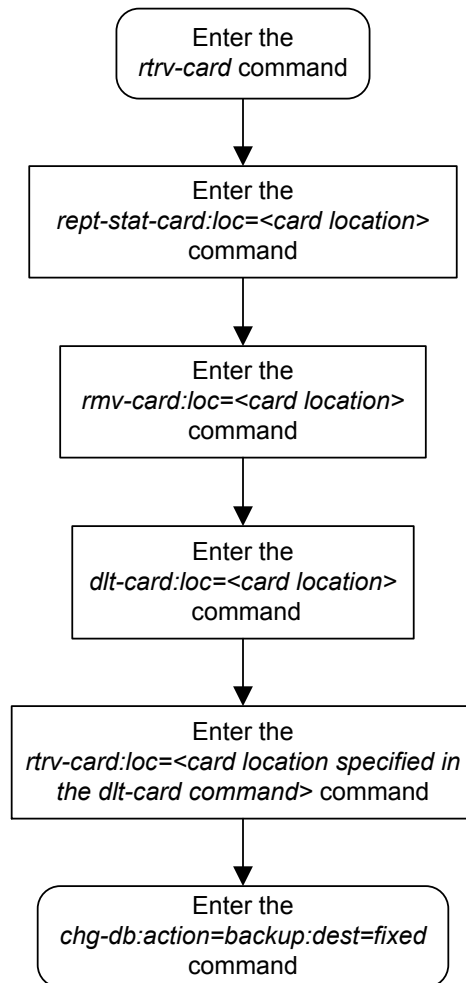 Enter the
rtrv-card command
Enter the
rept-stat-card:loc=<card location>
command
Enter the
rmv-card:loc=<card location>
command
Enter the
dlt-card:loc=<card location>
command
Enter the
rtrv-card:loc=<card location specified in
the dlt-card command> command
Enter the
chg-db:action=backup:dest=fixed
command